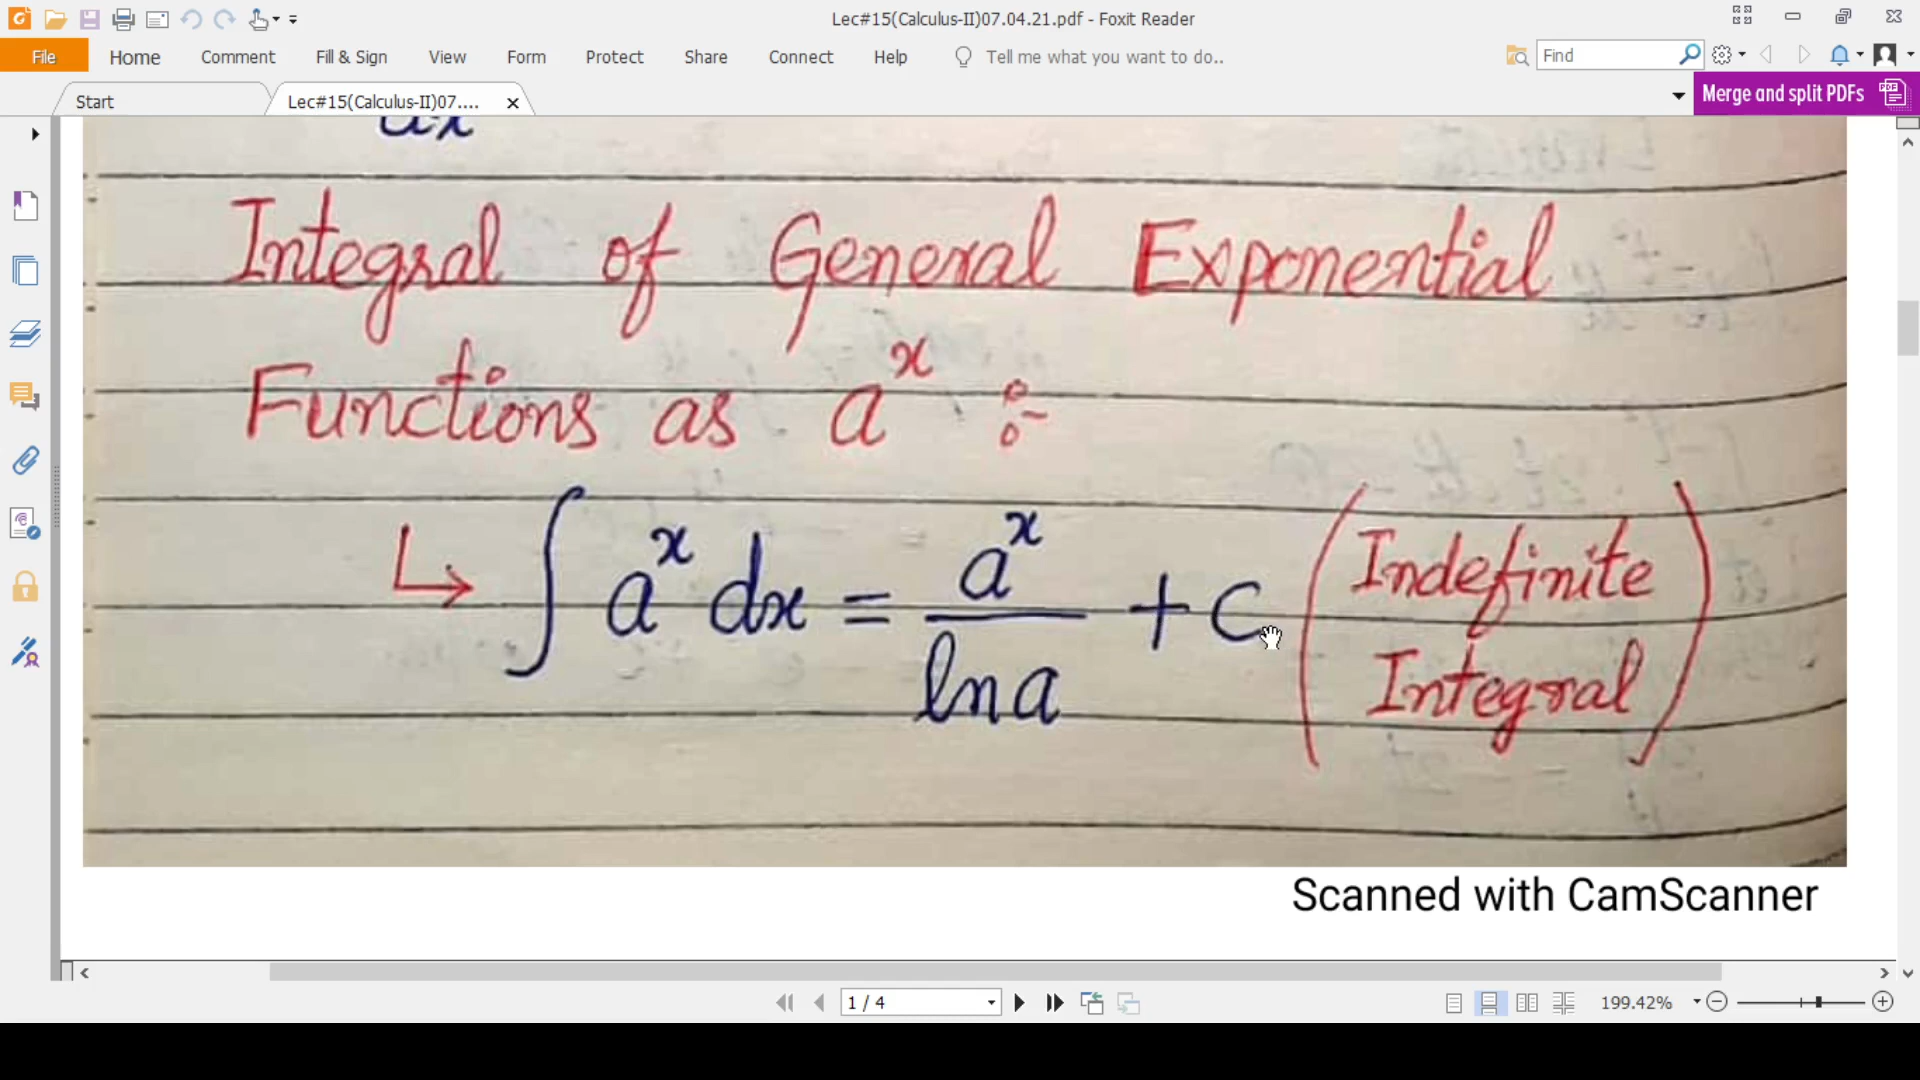 Lec#15(Calculus-II)07.04.21.pdf - Foxit Reader
File Home Comment Fill & Sign View Form Protect Share Connect Help Tell me what you want to do.. Find
Start Lec#15(Calculus-II)07.... Merge and split PDFs
dx
Integral of General Exponential
Functions as a^x :-
∫ a^x dx = a^x / ln a + c (Indefinite Integral)
Scanned with CamScanner
1 / 4 199.42%